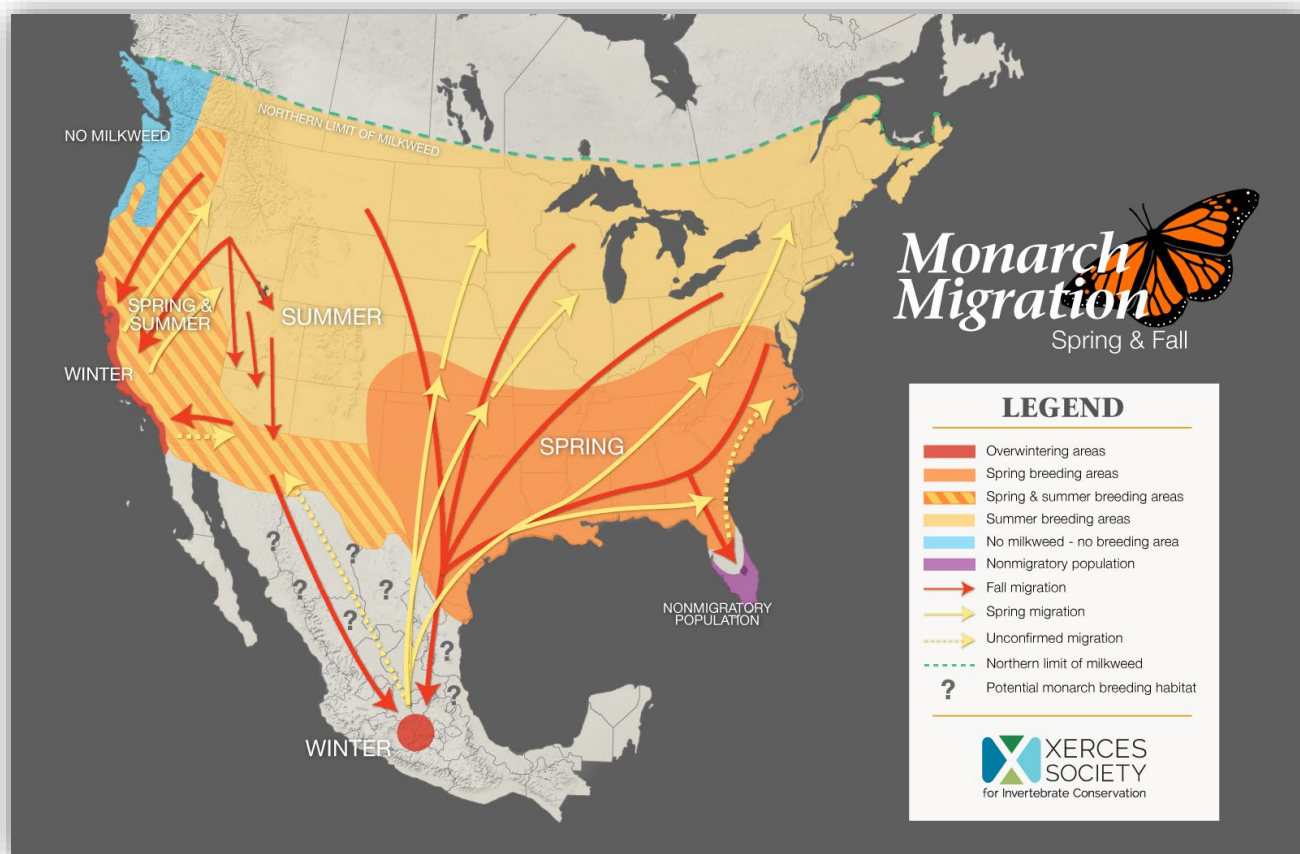 NO MILKWEED
NORTHERN LIMIT OF MILKWEED
SPRING &
SUMMER
SUMMER
WINTER
SPRING
NONMIGRATORY
POPULATION
WINTER
?
?
?
?
?
?
?
Monarch
Migration
Spring & Fall
LEGEND
Overwintering areas
Spring breeding areas
Spring & summer breeding areas
Summer breeding areas
No milkweed - no breeding area
Nonmigratory population
Fall migration
Spring migration
Unconfirmed migration
Northern limit of milkweed
? Potential monarch breeding habitat
XERCES
SOCIETY
for Invertebrate Conservation